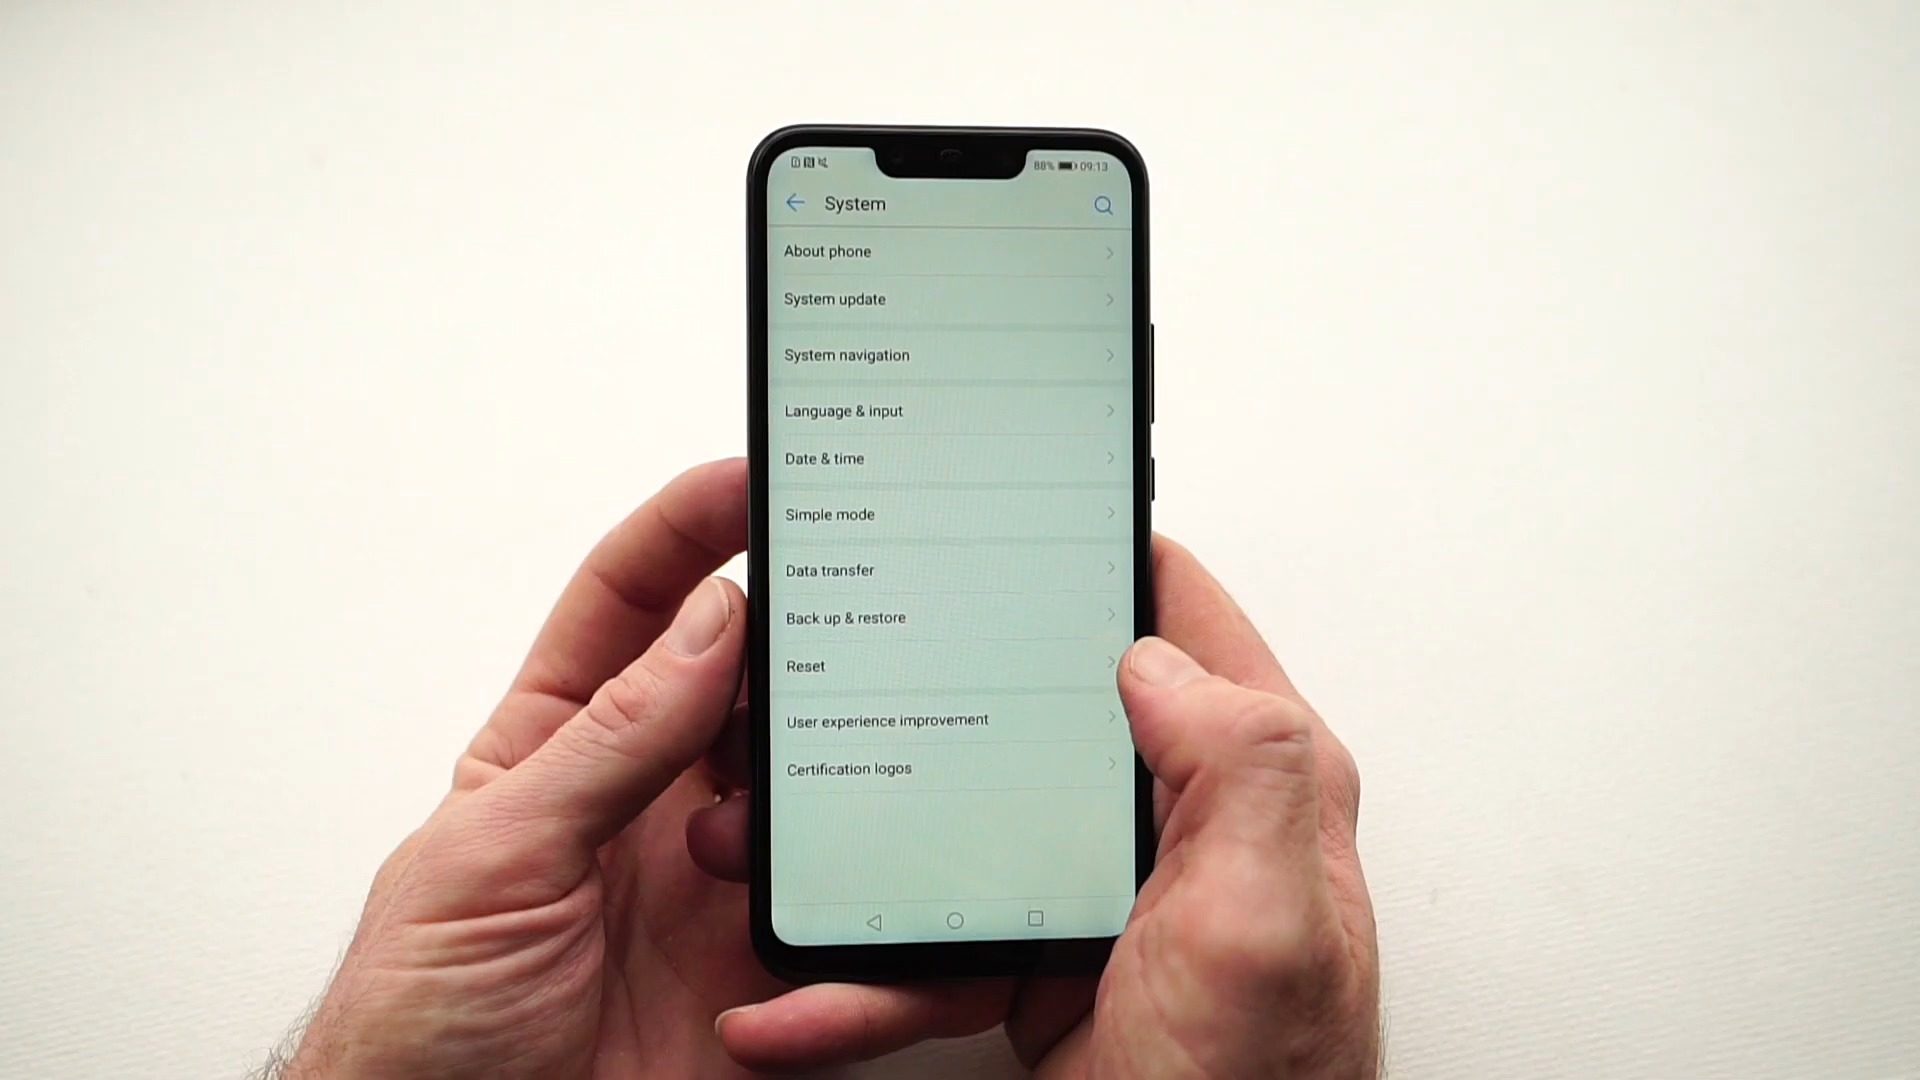 88% 09:13
System
About phone
System update
System navigation
Language & input
Date & time
Simple mode
Data transfer
Back up & restore
Reset
User experience improvement
Certification logos